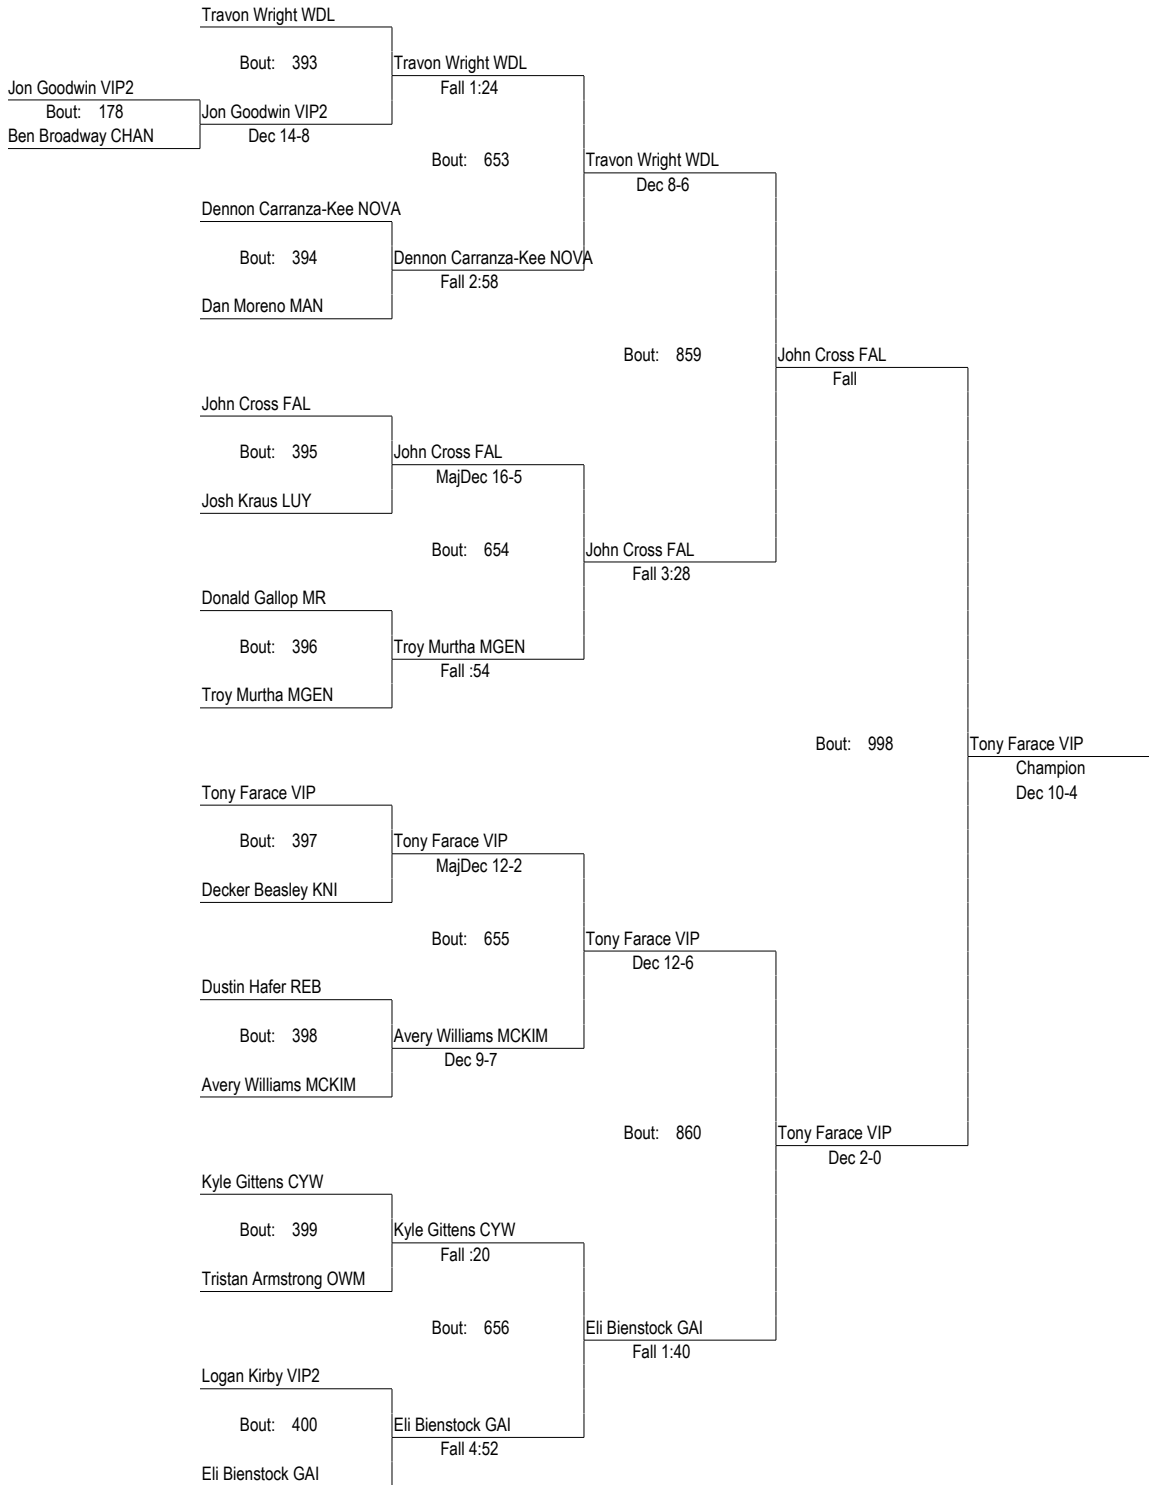 Travon Wright WDL
Bout: 393
Travon Wright WDL
Fall 1:24
Jon Goodwin VIP2
Bout: 178
Jon Goodwin VIP2
Ben Broadway CHAN
Dec 14-8
Bout: 653
Travon Wright WDL
Dec 8-6
Dennon Carranza-Kee NOVA
Bout: 394
Dennon Carranza-Kee NOVA
Fall 2:58
Dan Moreno MAN
Bout: 859
John Cross FAL
Fall
John Cross FAL
Bout: 395
John Cross FAL
MajDec 16-5
Josh Kraus LUY
Bout: 654
John Cross FAL
Fall 3:28
Donald Gallop MR
Bout: 396
Troy Murtha MGEN
Fall :54
Troy Murtha MGEN
Bout: 998
Tony Farace VIP
Champion
Dec 10-4
Tony Farace VIP
Bout: 397
Tony Farace VIP
MajDec 12-2
Decker Beasley KNI
Bout: 655
Tony Farace VIP
Dec 12-6
Dustin Hafer REB
Bout: 398
Avery Williams MCKIM
Dec 9-7
Avery Williams MCKIM
Bout: 860
Tony Farace VIP
Dec 2-0
Kyle Gittens CYW
Bout: 399
Kyle Gittens CYW
Fall :20
Tristan Armstrong OWM
Bout: 656
Eli Bienstock GAI
Fall 1:40
Logan Kirby VIP2
Bout: 400
Eli Bienstock GAI
Fall 4:52
Eli Bienstock GAI